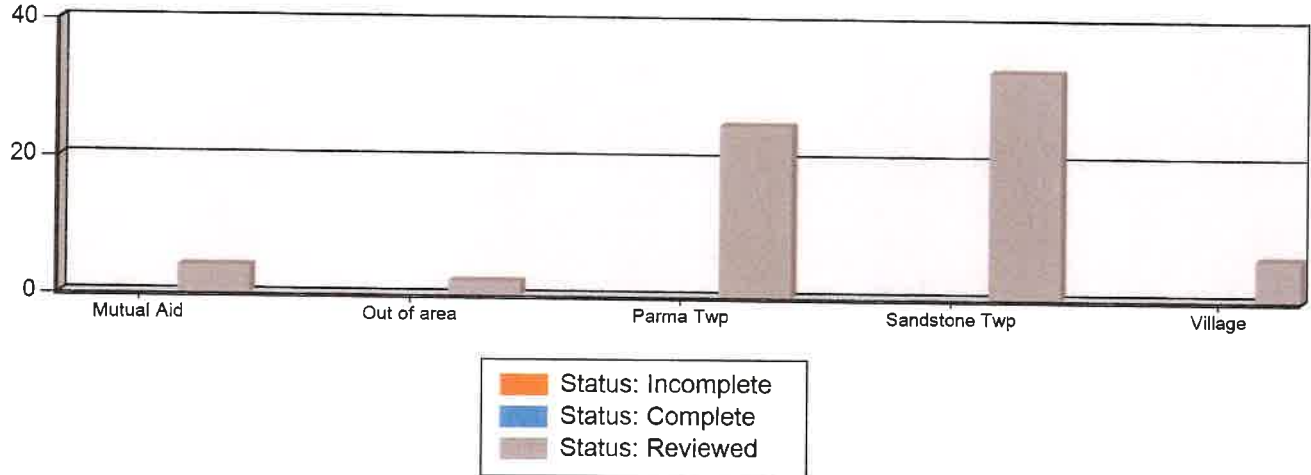 40
20
0
Mutual Aid
Out of area
Parma Twp
Sandstone Twp
Village
Status: Incomplete
Status: Complete
Status: Reviewed